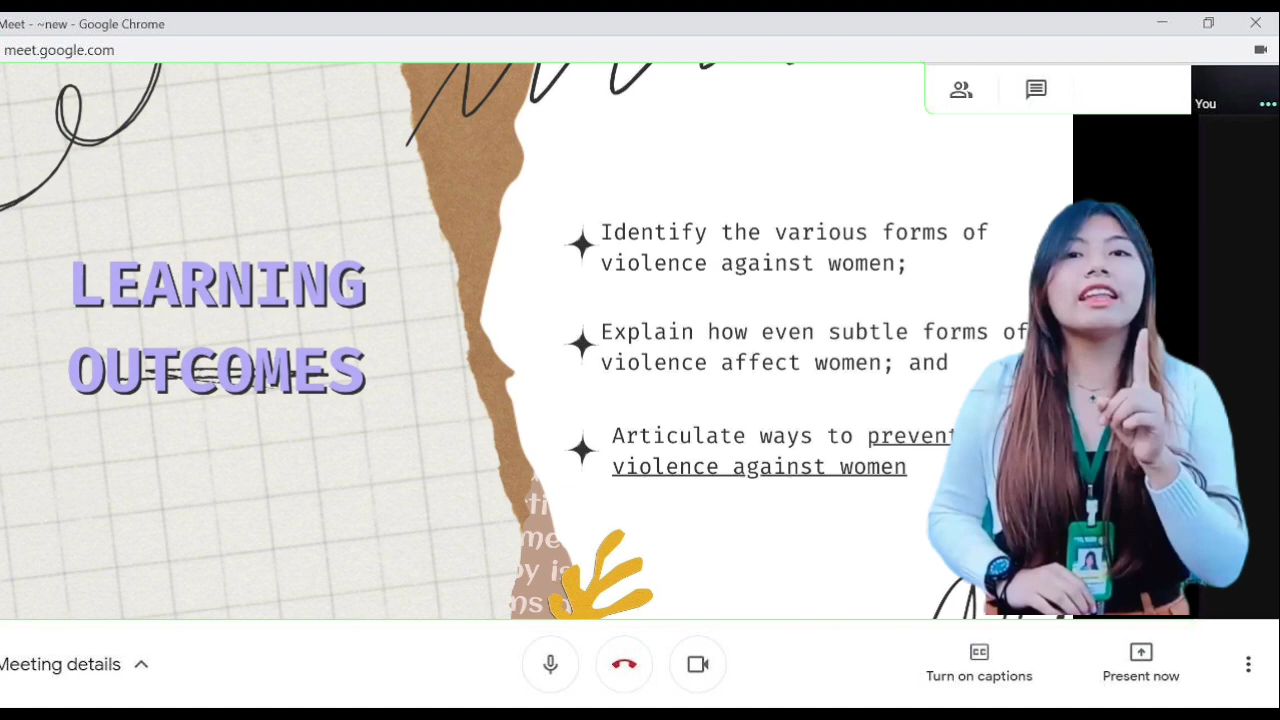 Meet - ~new - Google Chrome
meet.google.com
You
LEARNING
OUTCOMES
Identify the various forms of
violence against women;
Explain how even subtle forms of
violence affect women; and
Articulate ways to prevent
violence against women
Meeting details
CC
Turn on captions
Present now